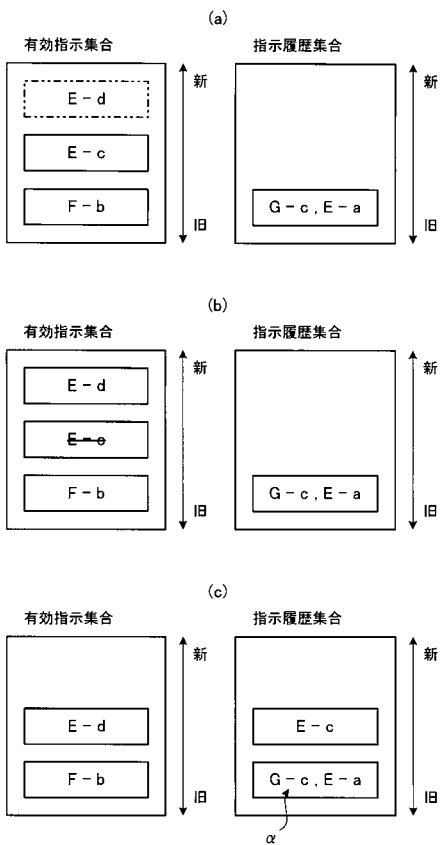 (a)
有効指示集合
指示履歴集合
E－d
E－c
F－b
新
旧
G－c , E－a
新
旧
(b)
有効指示集合
指示履歴集合
E－d
E－c
F－b
新
旧
G－c , E－a
新
旧
(c)
有効指示集合
指示履歴集合
E－d
F－b
新
旧
E－c
G－c , E－a
新
旧
α